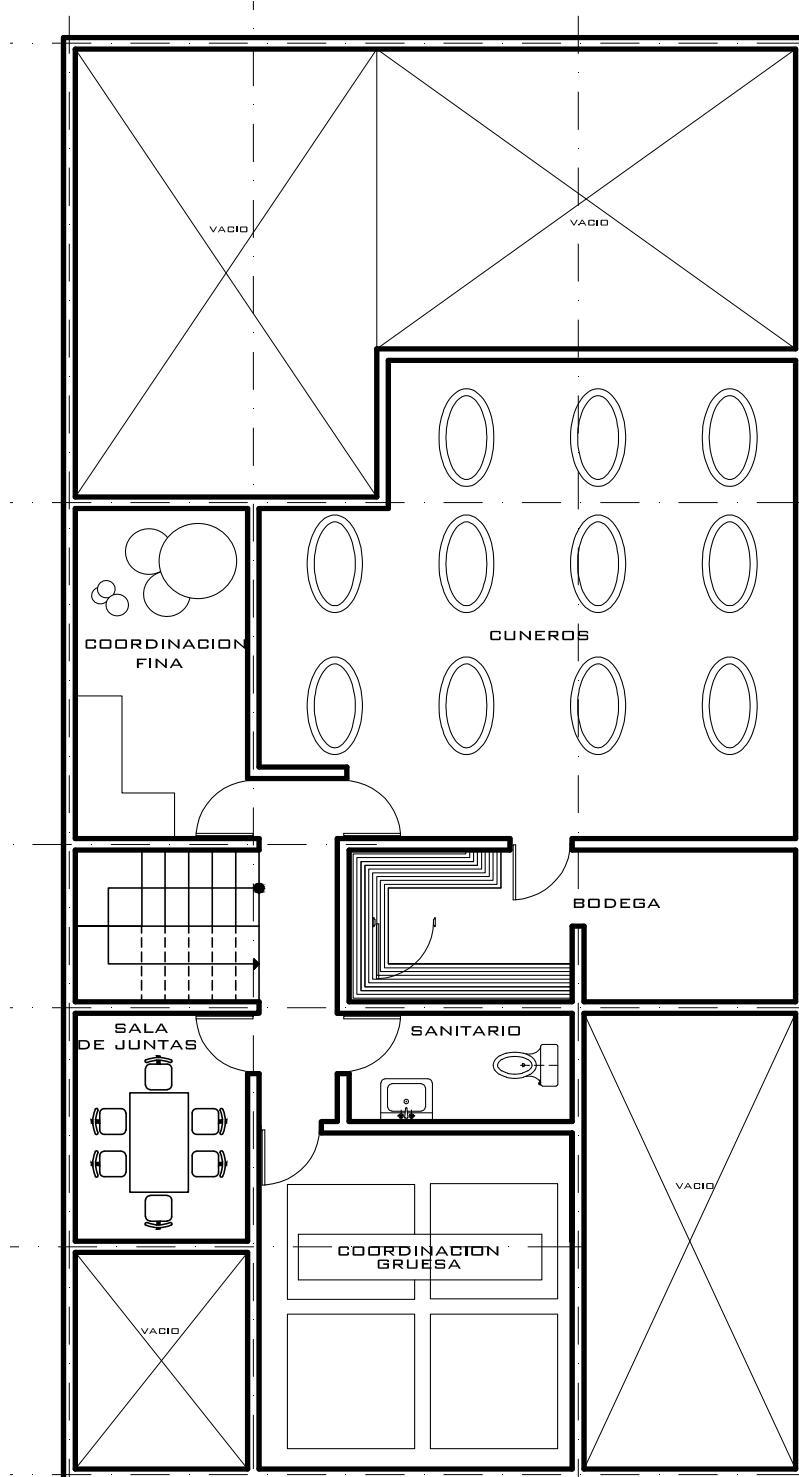 VACIO
VACIO
CUNEROS
COORDINACION
FINA
BODEGA
SALA
DE JUNTAS
SANITARIO
VACIO
COORDINACION
GRUESA
VACIO